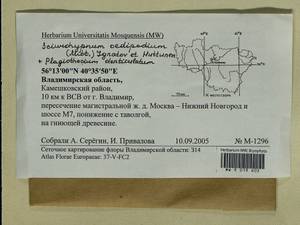 Herbarium Universitatis Mosquensis (MW)
Sciurohypnum oedipodium
(Mitt.) Ignatov et Huttunen
+ Plagiothecium denticulatum
56°13'00"N 40°35'50"E
Владимирская область,
Камешковский район,
10 км к ВСВ от г. Владимир,
пересечение магистральной ж. д. Москва – Нижний Новгород и
шоссе М7, понижение с таволгой,
на гниющей древесине.
Собрали А. Серёгин, И. Привалова 10.09.2005 № М-1296
Сеточное картирование флоры Владимирской области: 314
Atlas Florae Europaeae: 37-V-FC2